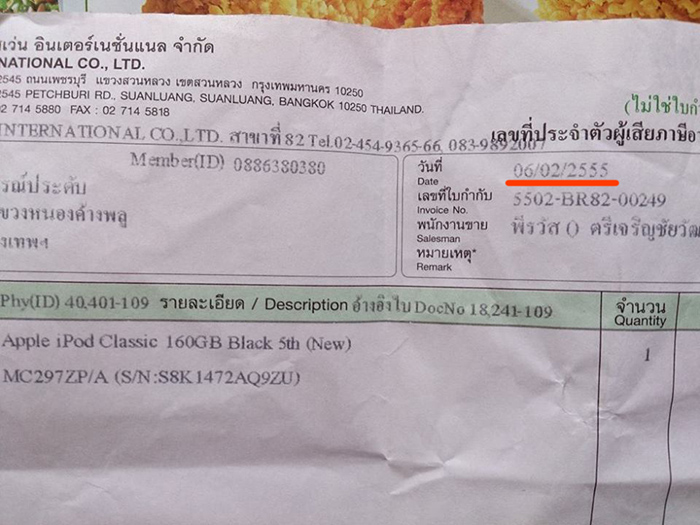 เว่น อินเตอร์เนชั่นแนล จำกัด
NATIONAL CO., LTD.
2545 ถนนเพชรบุรี แขวงสวนหลวง เขตสวนหลวง กรุงเทพมหานคร 10250
2545 PETCHBURI RD., SUANLUANG, SUANLUANG, BANGKOK 10250 THAILAND.
02 714 5880 FAX : 02 714 5818
(ไม่ใช่ใบกำ
INTERNATIONAL CO.,LTD. สาขาที่ 82 Tel.02-454-9365-66, 083-989
เลขที่ประจำตัวผู้เสียภาษีอา
Member(ID) 0886380380
วันที่ 06/02/2555
Date
รณ์ประดับ
เลขที่ใบกำกับ 5502-BR82-00249
Invoice No.
ขวงหนองค้างพลู
พนักงานขาย พีรวัส () ตรีเจริญชัยวัฒ
Salesman
งเทพฯ
หมายเหตุ*
Remark
Phy(ID) 40,401-109 รายละเอียด / Description อ้างอิงใบ DocNo 18,241-109 จำนวน
Quantity
Apple iPod Classic 160GB Black 5th (New) 1
MC297ZP/A (S/N:S8K1472AQ9ZU)